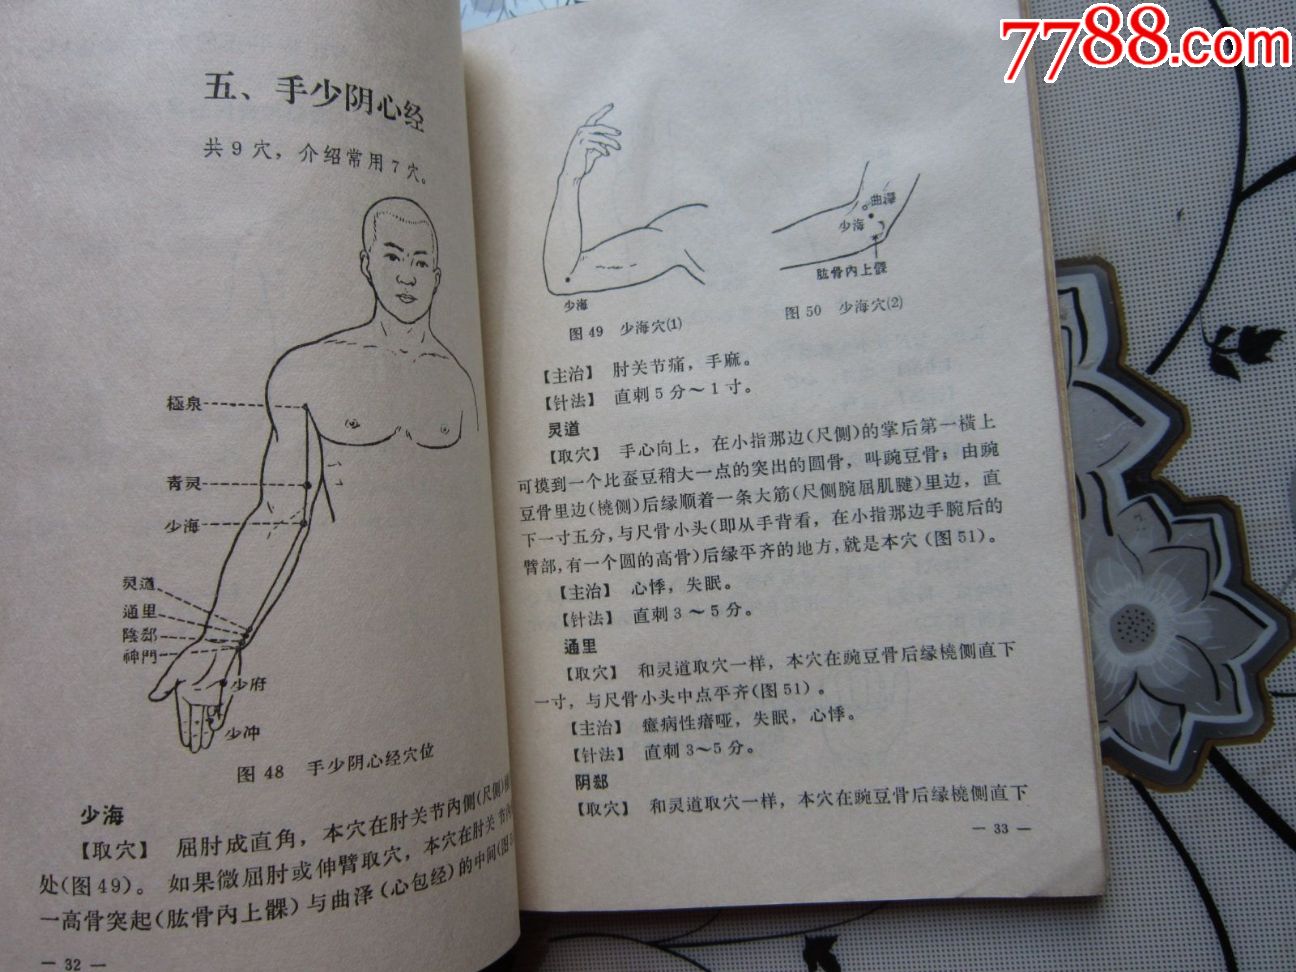 7788.com
五、手少阴心经
共9穴，介绍常用7穴。
極泉
青灵
少海
灵道
通里
陰郄
神門
少府
少冲
图 48 手少阴心经穴位
少海
【取穴】 屈肘成直角，本穴在肘关节内侧(尺侧)
处(图49)。如果微屈肘或伸臂取穴，本穴在肘关节
一高骨突起(肱骨内上髁)与曲泽(心包经)的中间(图
— 32 —
少海
图 49 少海穴(1)
曲泽
少海
肱骨内上髁
图 50 少海穴(2)
【主治】 肘关节痛，手麻。
【针法】 直刺5分～1寸。
灵道
【取穴】 手心向上，在小指那边(尺侧)的掌后第一横上
可摸到一个比蚕豆稍大一点的突出的圆骨，叫豌豆骨；由豌
豆骨里边(橈侧)后缘顺着一条大筋(尺侧腕屈肌腱)里边，直
下一寸五分，与尺骨小头(即从手背看，在小指那边手腕后的
臂部，有一个圆的高骨)后缘平齐的地方，就是本穴(图51)。
【主治】 心悸，失眠。
【针法】 直刺3～5分。
通里
【取穴】 和灵道取穴一样，本穴在豌豆骨后缘橈侧直下
一寸，与尺骨小头中点平齐(图51)。
【主治】 癔病性瘖哑，失眠，心悸。
【针法】 直刺3～5分。
阴郄
【取穴】 和灵道取穴一样，本穴在豌豆骨后缘橈侧直下
— 33 —